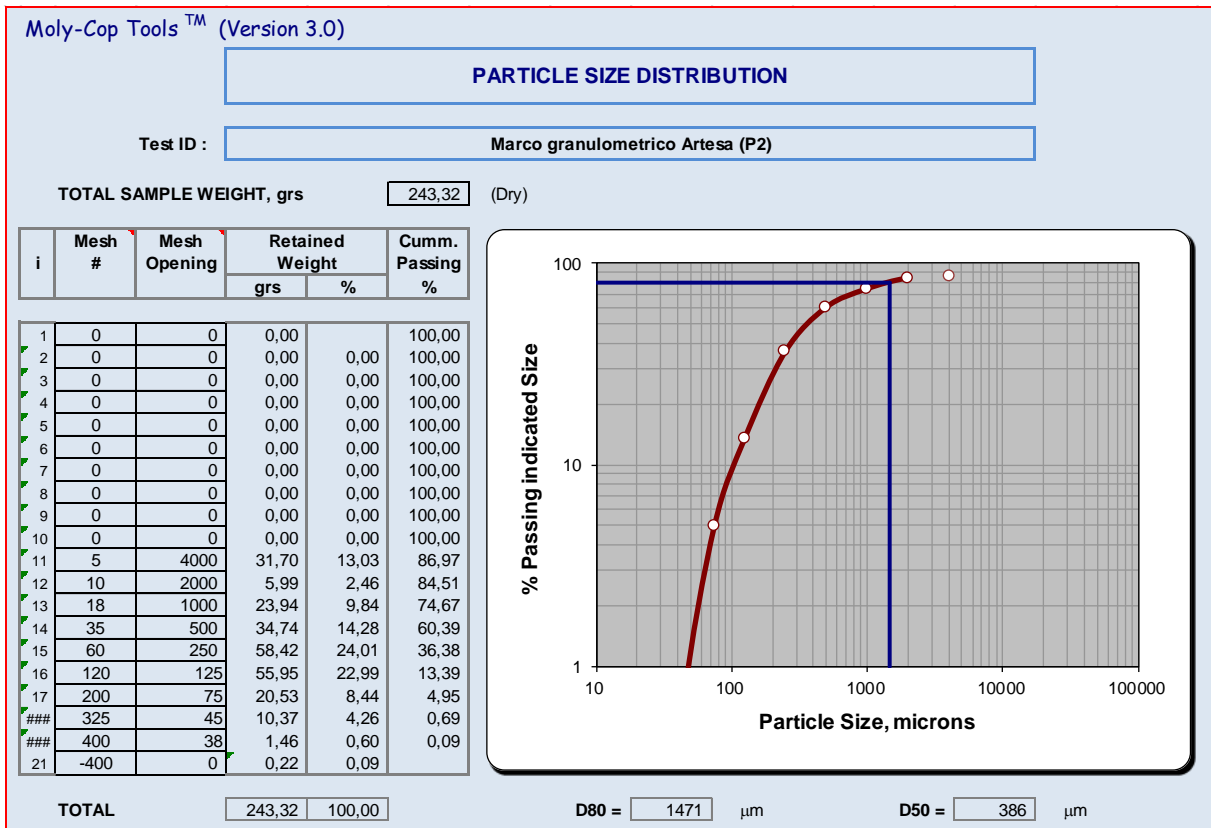 Moly-Cop Tools TM (Version 3.0)
PARTICLE SIZE DISTRIBUTION
Test ID : Marco granulometrico Artesa (P2)
TOTAL SAMPLE WEIGHT, grs 243,32 (Dry)
i Mesh # Mesh Opening Retained Weight Cumm. Passing
grs % %
1 0 0 0,00 100,00
2 0 0 0,00 0,00 100,00
3 0 0 0,00 0,00 100,00
4 0 0 0,00 0,00 100,00
5 0 0 0,00 0,00 100,00
6 0 0 0,00 0,00 100,00
7 0 0 0,00 0,00 100,00
8 0 0 0,00 0,00 100,00
9 0 0 0,00 0,00 100,00
10 0 0 0,00 0,00 100,00
11 5 4000 31,70 13,03 86,97
12 10 2000 5,99 2,46 84,51
13 18 1000 23,94 9,84 74,67
14 35 500 34,74 14,28 60,39
15 60 250 58,42 24,01 36,38
16 120 125 55,95 22,99 13,39
17 200 75 20,53 8,44 4,95
### 325 45 10,37 4,26 0,69
### 400 38 1,46 0,60 0,09
21 -400 0 0,22 0,09
TOTAL 243,32 100,00
% Passing indicated Size
100
10
1
10 100 1000 10000 100000
Particle Size, microns
D80 = 1471 µm D50 = 386 µm